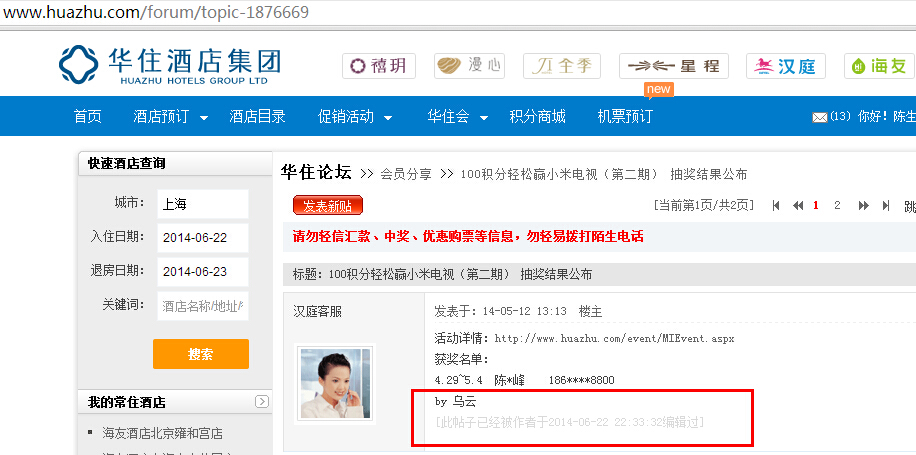 www.huazhu.com/forum/topic-1876669
华住酒店集团
HUAZHU HOTELS GROUP LTD
禧玥 漫心 全季 星程 汉庭 海友
new
首页 酒店预订 酒店目录 促销活动 华住会 积分商城 机票预订 (13) 你好！陈生
快速酒店查询
城市： 上海
入住日期： 2014-06-22
退房日期： 2014-06-23
关键词： 酒店名称/地址/
搜索
我的常住酒店
海友酒店北京雍和宫店
华住论坛 >> 会员分享 >> 100积分轻松赢小米电视（第二期） 抽奖结果公布
发表新贴 [当前第1页/共2页] 1 2 跳
请勿轻信汇款、中奖、优惠购票等信息，勿轻易拨打陌生电话
标题：100积分轻松赢小米电视（第二期） 抽奖结果公布
汉庭客服
发表于：14-05-12 13:13 楼主
活动详情：http://www.huazhu.com/event/MIEvent.aspx
获奖名单：
4.29~5.4 陈*峰 186****8800
by 乌云
[此帖子已经被作者于2014-06-22 22:33:32编辑过]